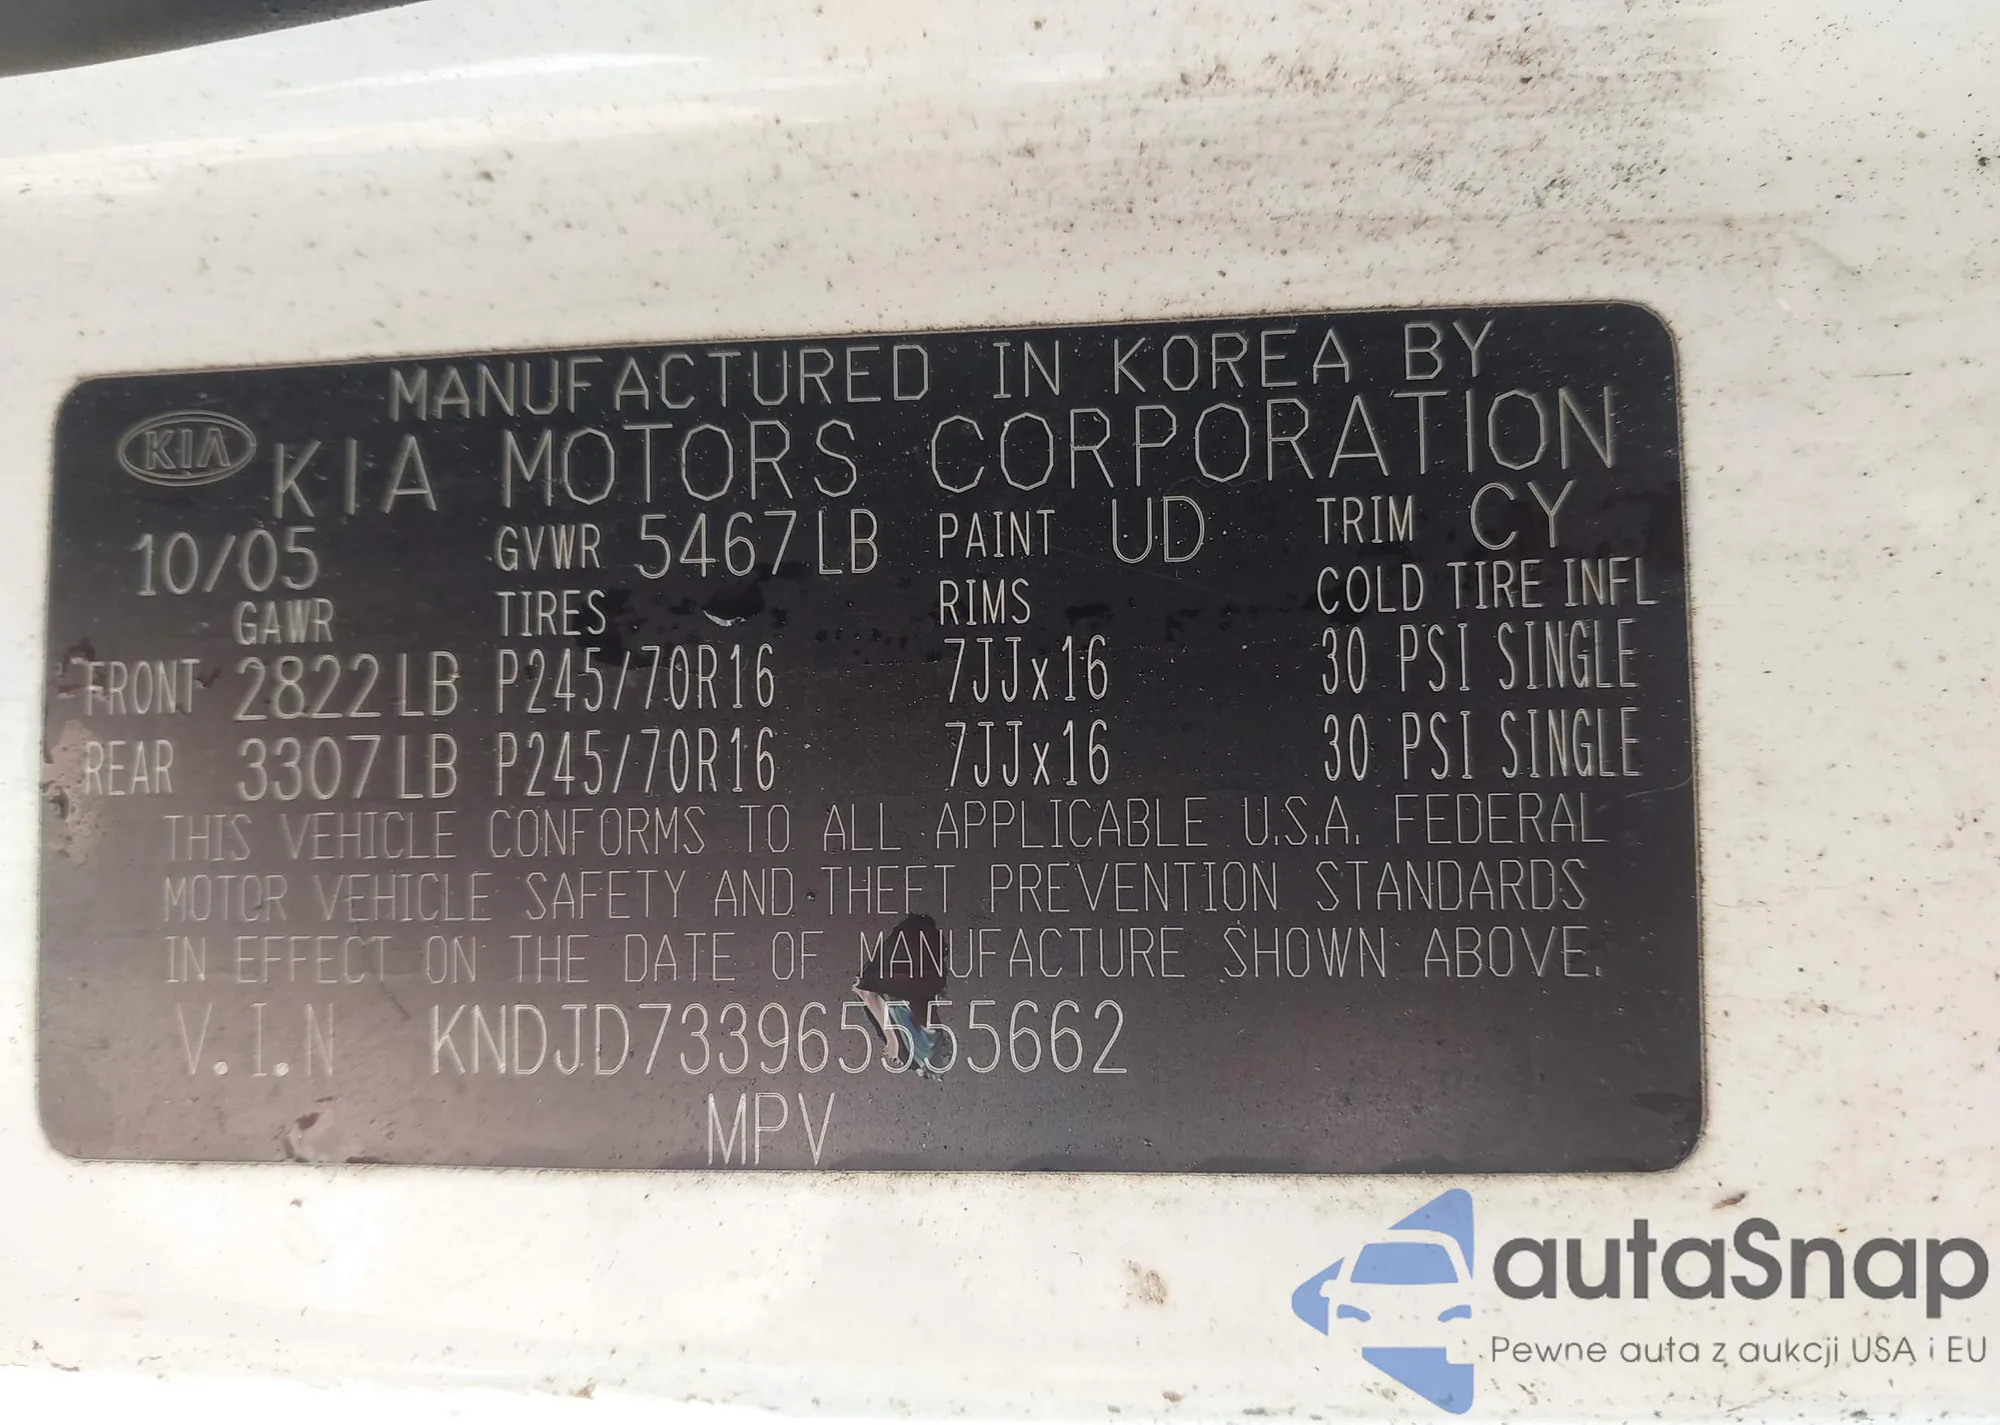 MANUFACTURED IN KOREA BY
KIA KIA MOTORS CORPORATION
10/05 GVWR 5467LB PAINT UD TRIM CY
GAWR TIRES RIMS COLD TIRE INFL
FRONT 2822LB P245/70R16 7JJx16 30 PSI SINGLE
REAR 3307LB P245/70R16 7JJx16 30 PSI SINGLE
THIS VEHICLE CONFORMS TO ALL APPLICABLE U.S.A. FEDERAL
MOTOR VEHICLE SAFETY AND THEFT PREVENTION STANDARDS
IN EFFECT ON THE DATE OF MANUFACTURE SHOWN ABOVE.
V.I.N KNDJD733965555662
MPV
autaSnap
Pewne auta z aukcji USA i EU